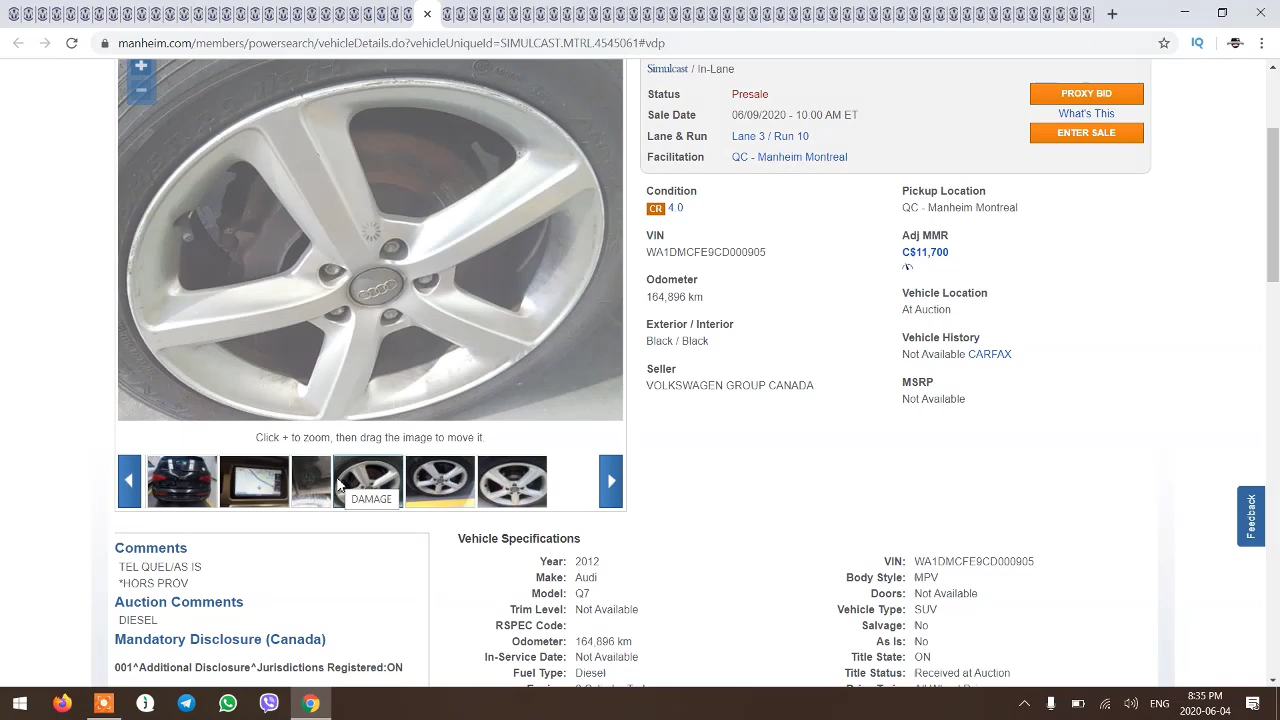 manheim.com/members/powersearch/vehicleDetails.do?vehicleUniqueId=SIMULCAST.MTRL.4545061#vdp
IQ
Simulcast / In-Lane
Status Presale
PROXY BID
What's This
Sale Date 06/09/2020 - 10:00 AM ET
ENTER SALE
Lane & Run Lane 3 / Run 10
Facilitation QC - Manheim Montreal
Condition
CR 4.0
Pickup Location
QC - Manheim Montreal
VIN
WA1DMCFE9CD000905
Adj MMR
C$11,700
Odometer
164,896 km
Vehicle Location
At Auction
Exterior / Interior
Black / Black
Vehicle History
Not Available CARFAX
Seller
VOLKSWAGEN GROUP CANADA
MSRP
Not Available
Click + to zoom, then drag the image to move it.
DAMAGE
Feedback
Comments
TEL QUEL/AS IS
*HORS PROV
Auction Comments
DIESEL
Mandatory Disclosure (Canada)
001^Additional Disclosure^Jurisdictions Registered:ON
Vehicle Specifications
Year: 2012
Make: Audi
Model: Q7
Trim Level: Not Available
RSPEC Code:
Odometer: 164,896 km
In-Service Date: Not Available
Fuel Type: Diesel
VIN: WA1DMCFE9CD000905
Body Style: MPV
Doors: Not Available
Vehicle Type: SUV
Salvage: No
As Is: No
Title State: ON
Title Status: Received at Auction
ENG
8:35 PM
2020-06-04